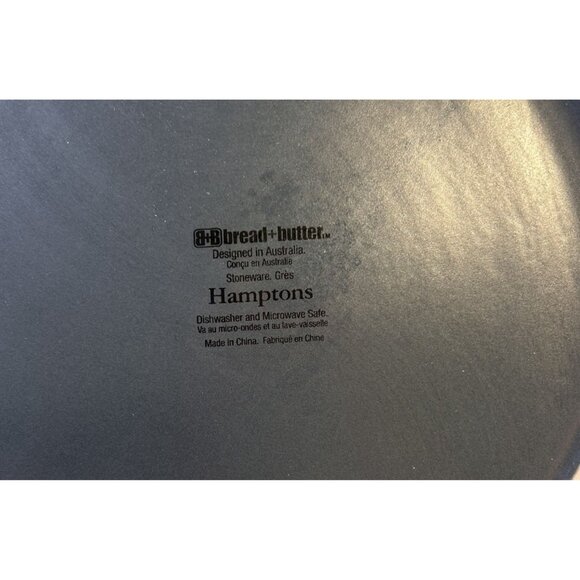 B+B bread+butter™
Designed in Australia.
Conçu en Australie
Stoneware. Grès
Hamptons
Dishwasher and Microwave Safe.
Va au micro-ondes et au lave-vaisselle
Made in China. Fabriqué en Chine